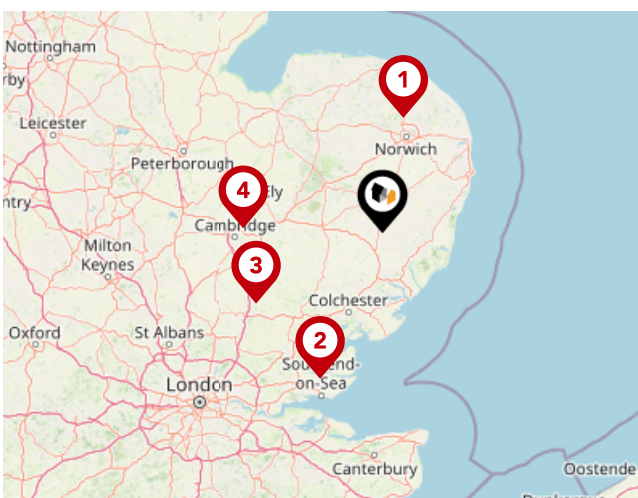 Nottingham
rby
1
Leicester
Norwich
Peterborough
4
Ely
ntry
Cambridge
Milton
Keynes
3
Colchester
Oxford
St Albans
2
Southend-
on-Sea
London
Canterbury
Oostende